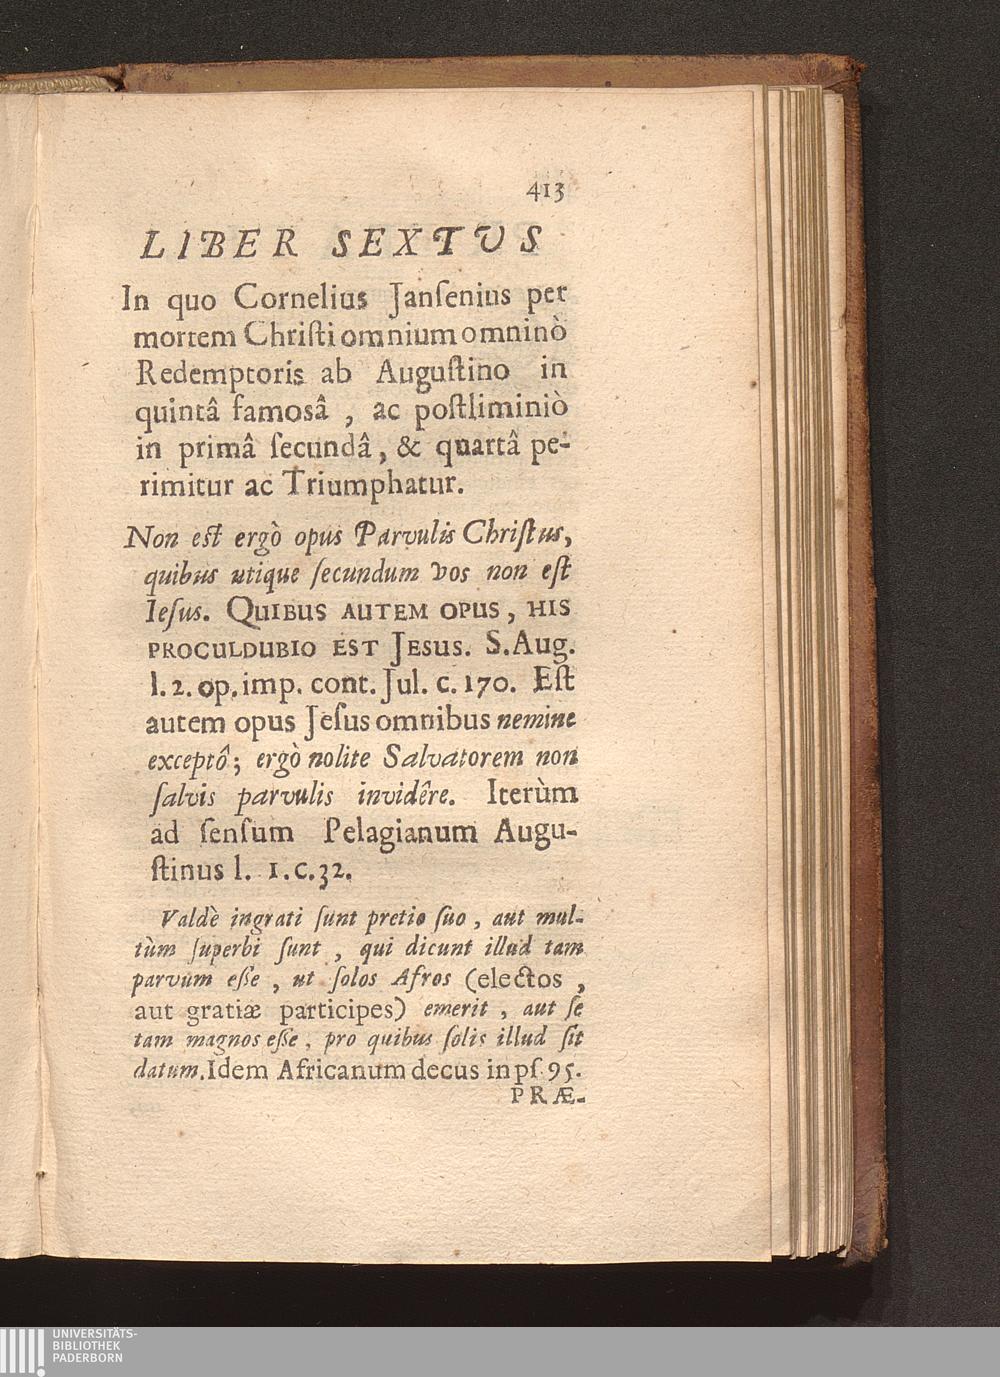 413
LIBER SEXTVS
In quo Cornelius Janſenius per
mortem Chriſti omnium omninò
Redemptoris ab Auguſtino in
quintâ famosâ , ac poſtliminiò
in primâ ſecundâ, & quartâ pe-
rimitur ac Triumphatur.
Non est ergò opus Parvulis Chriſtus,
quibus utique ſecundum vos non eſt
Ieſus. QUIBUS AUTEM OPUS , HIS
PROCULDUBIO EST JESUS. S. Aug.
l. 2. op. imp. cont. Jul. c. 170. Eſt
autem opus Jeſus omnibus nemine
exceptô; ergò nolite Salvatorem non
ſalvis parvulis invidêre. Iterùm
ad ſenſum Pelagianum Augu-
ſtinus l. 1. c. 32.
Valdè ingrati ſunt pretio ſuo , aut mul-
tùm ſuperbi ſunt , qui dicunt illud tam
parvum eſſe , ut ſolos Afros (electos ,
aut gratiæ participes) emerit , aut ſe
tam magnos eſſe , pro quibus ſolis illud ſit
datum. Idem Africanum decus in pſ 95.
PRÆ-
UNIVERSITÄTS-
BIBLIOTHEK
PADERBORN